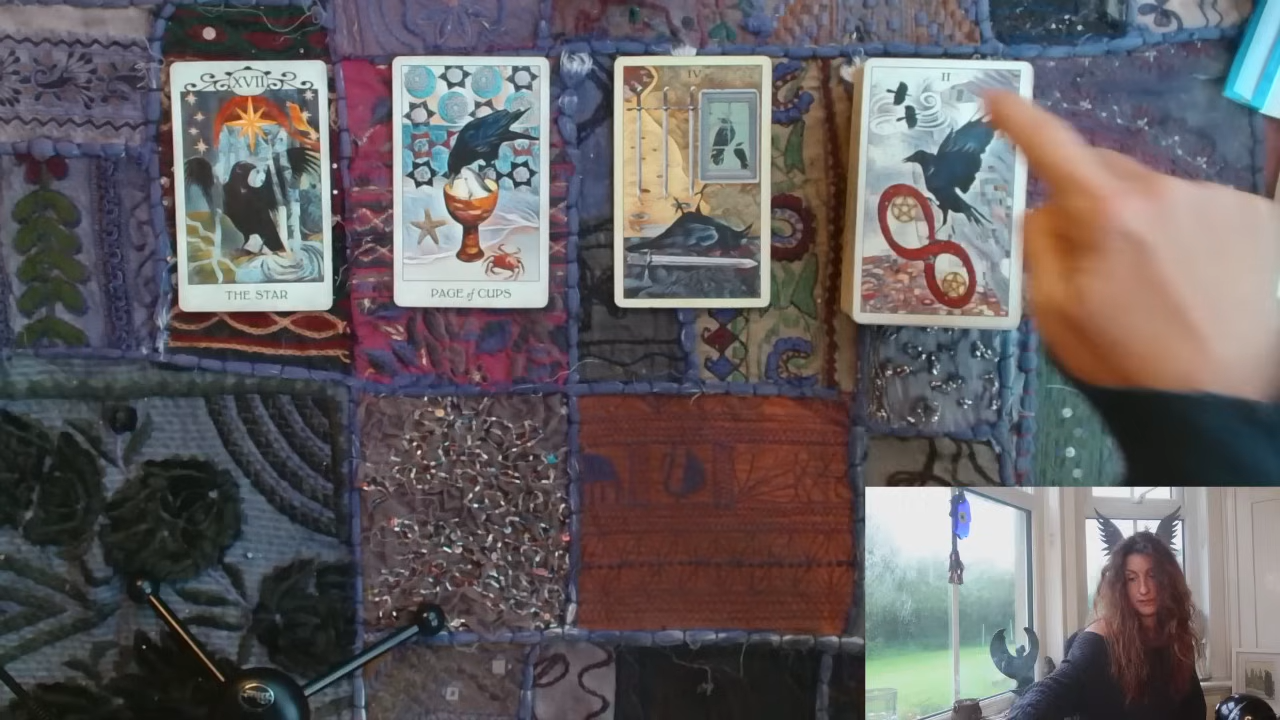 XVII
THE STAR
PAGE of CUPS
IV
II